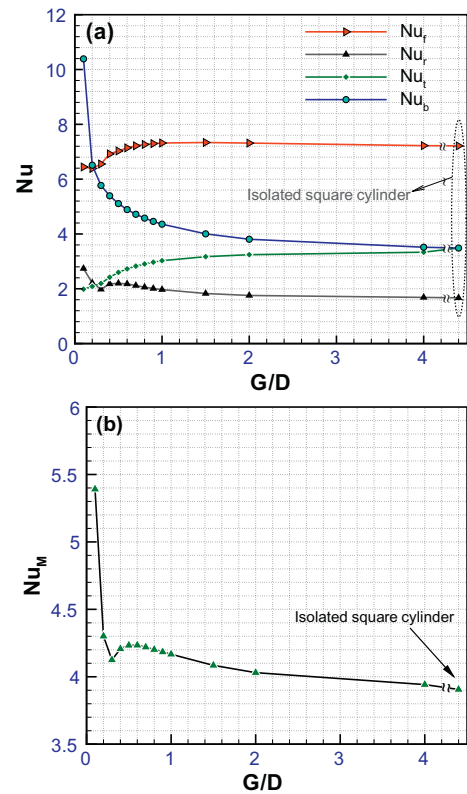 (a)
Nu_f
Nu_r
Nu_t
Nu_b
12
10
8
6
4
2
0
Nu
Isolated square cylinder
0 1 2 3 4
G/D
(b)
6
5.5
5
4.5
4
3.5
Nu_M
Isolated square cylinder
0 1 2 3 4
G/D